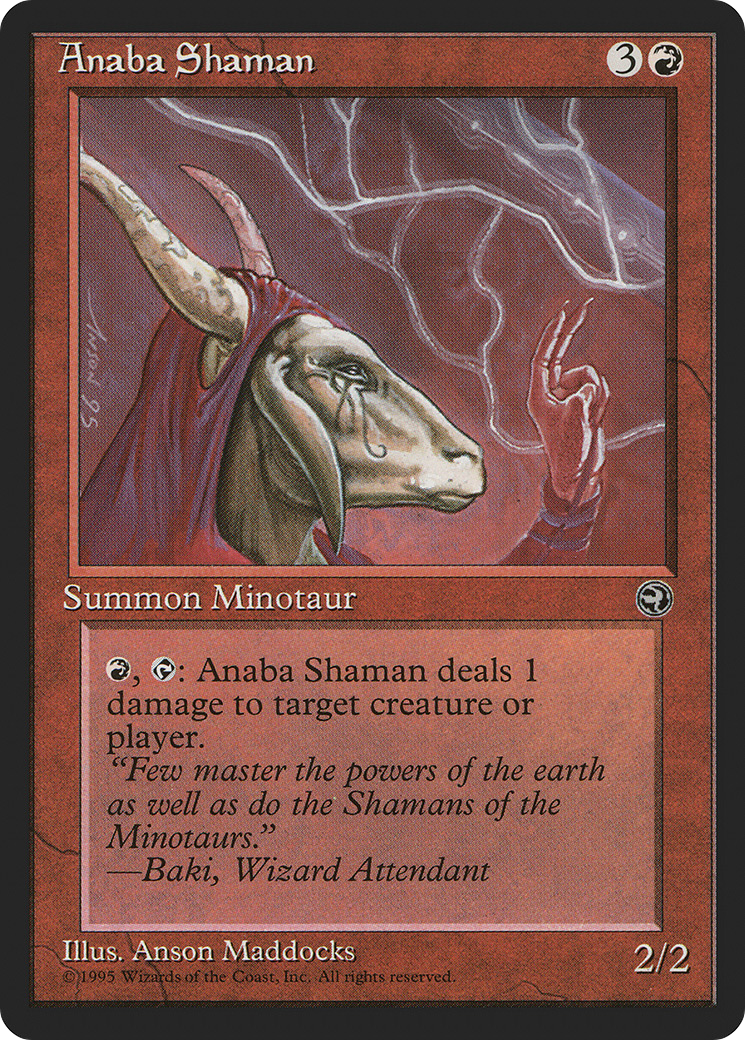 Anaba Shaman
3
ANSON 95
Summon Minotaur
, : Anaba Shaman deals 1
damage to target creature or
player.
“Few master the powers of the earth
as well as do the Shamans of the
Minotaurs.”
—Baki, Wizard Attendant
Illus. Anson Maddocks
2/2
© 1995 Wizards of the Coast, Inc. All rights reserved.